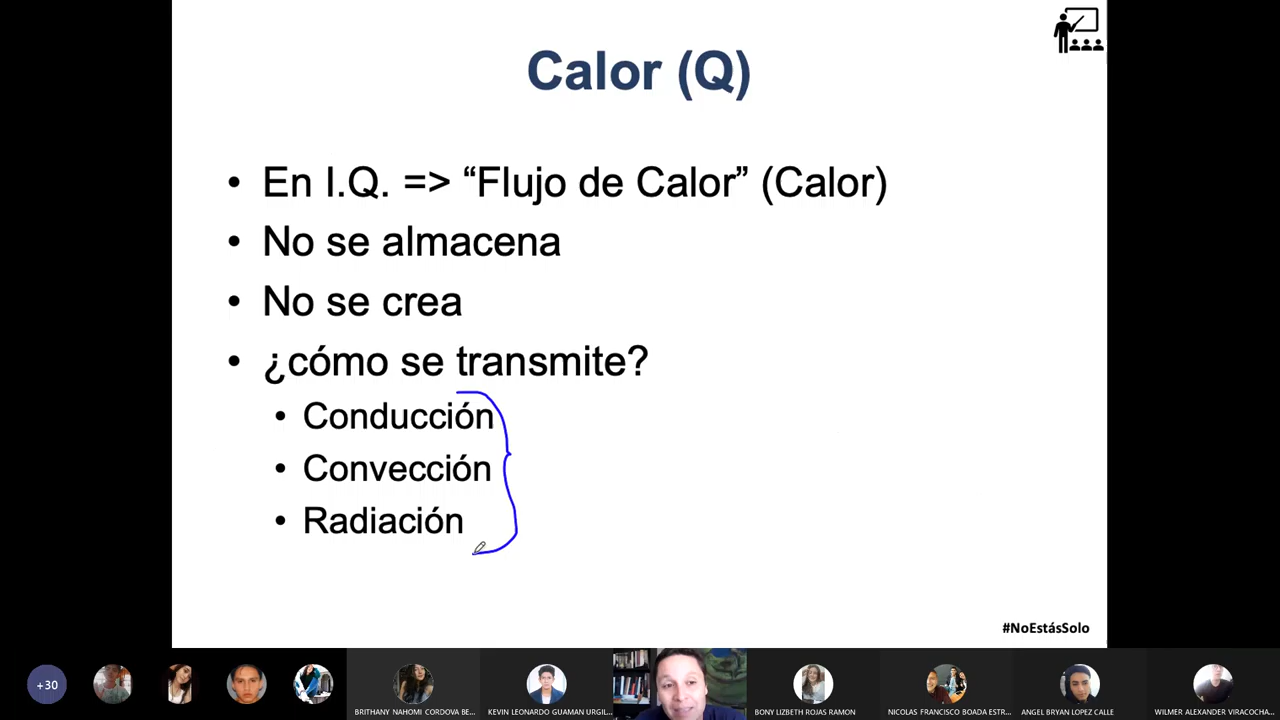 Calor (Q)
• En I.Q. => “Flujo de Calor” (Calor)
• No se almacena
• No se crea
• ¿cómo se transmite?
• Conducción
• Convección
• Radiación
#NoEstásSolo
+30
BRITHANY NAHOMI CORDOVA BE...
KEVIN LEONARDO GUAMAN URGIL...
BONY LIZBETH ROJAS RAMON
NICOLAS FRANCISCO BOADA ESTR...
ANGEL BRYAN LOPEZ CALLE
WILMER ALEXANDER VIRACOCHA...